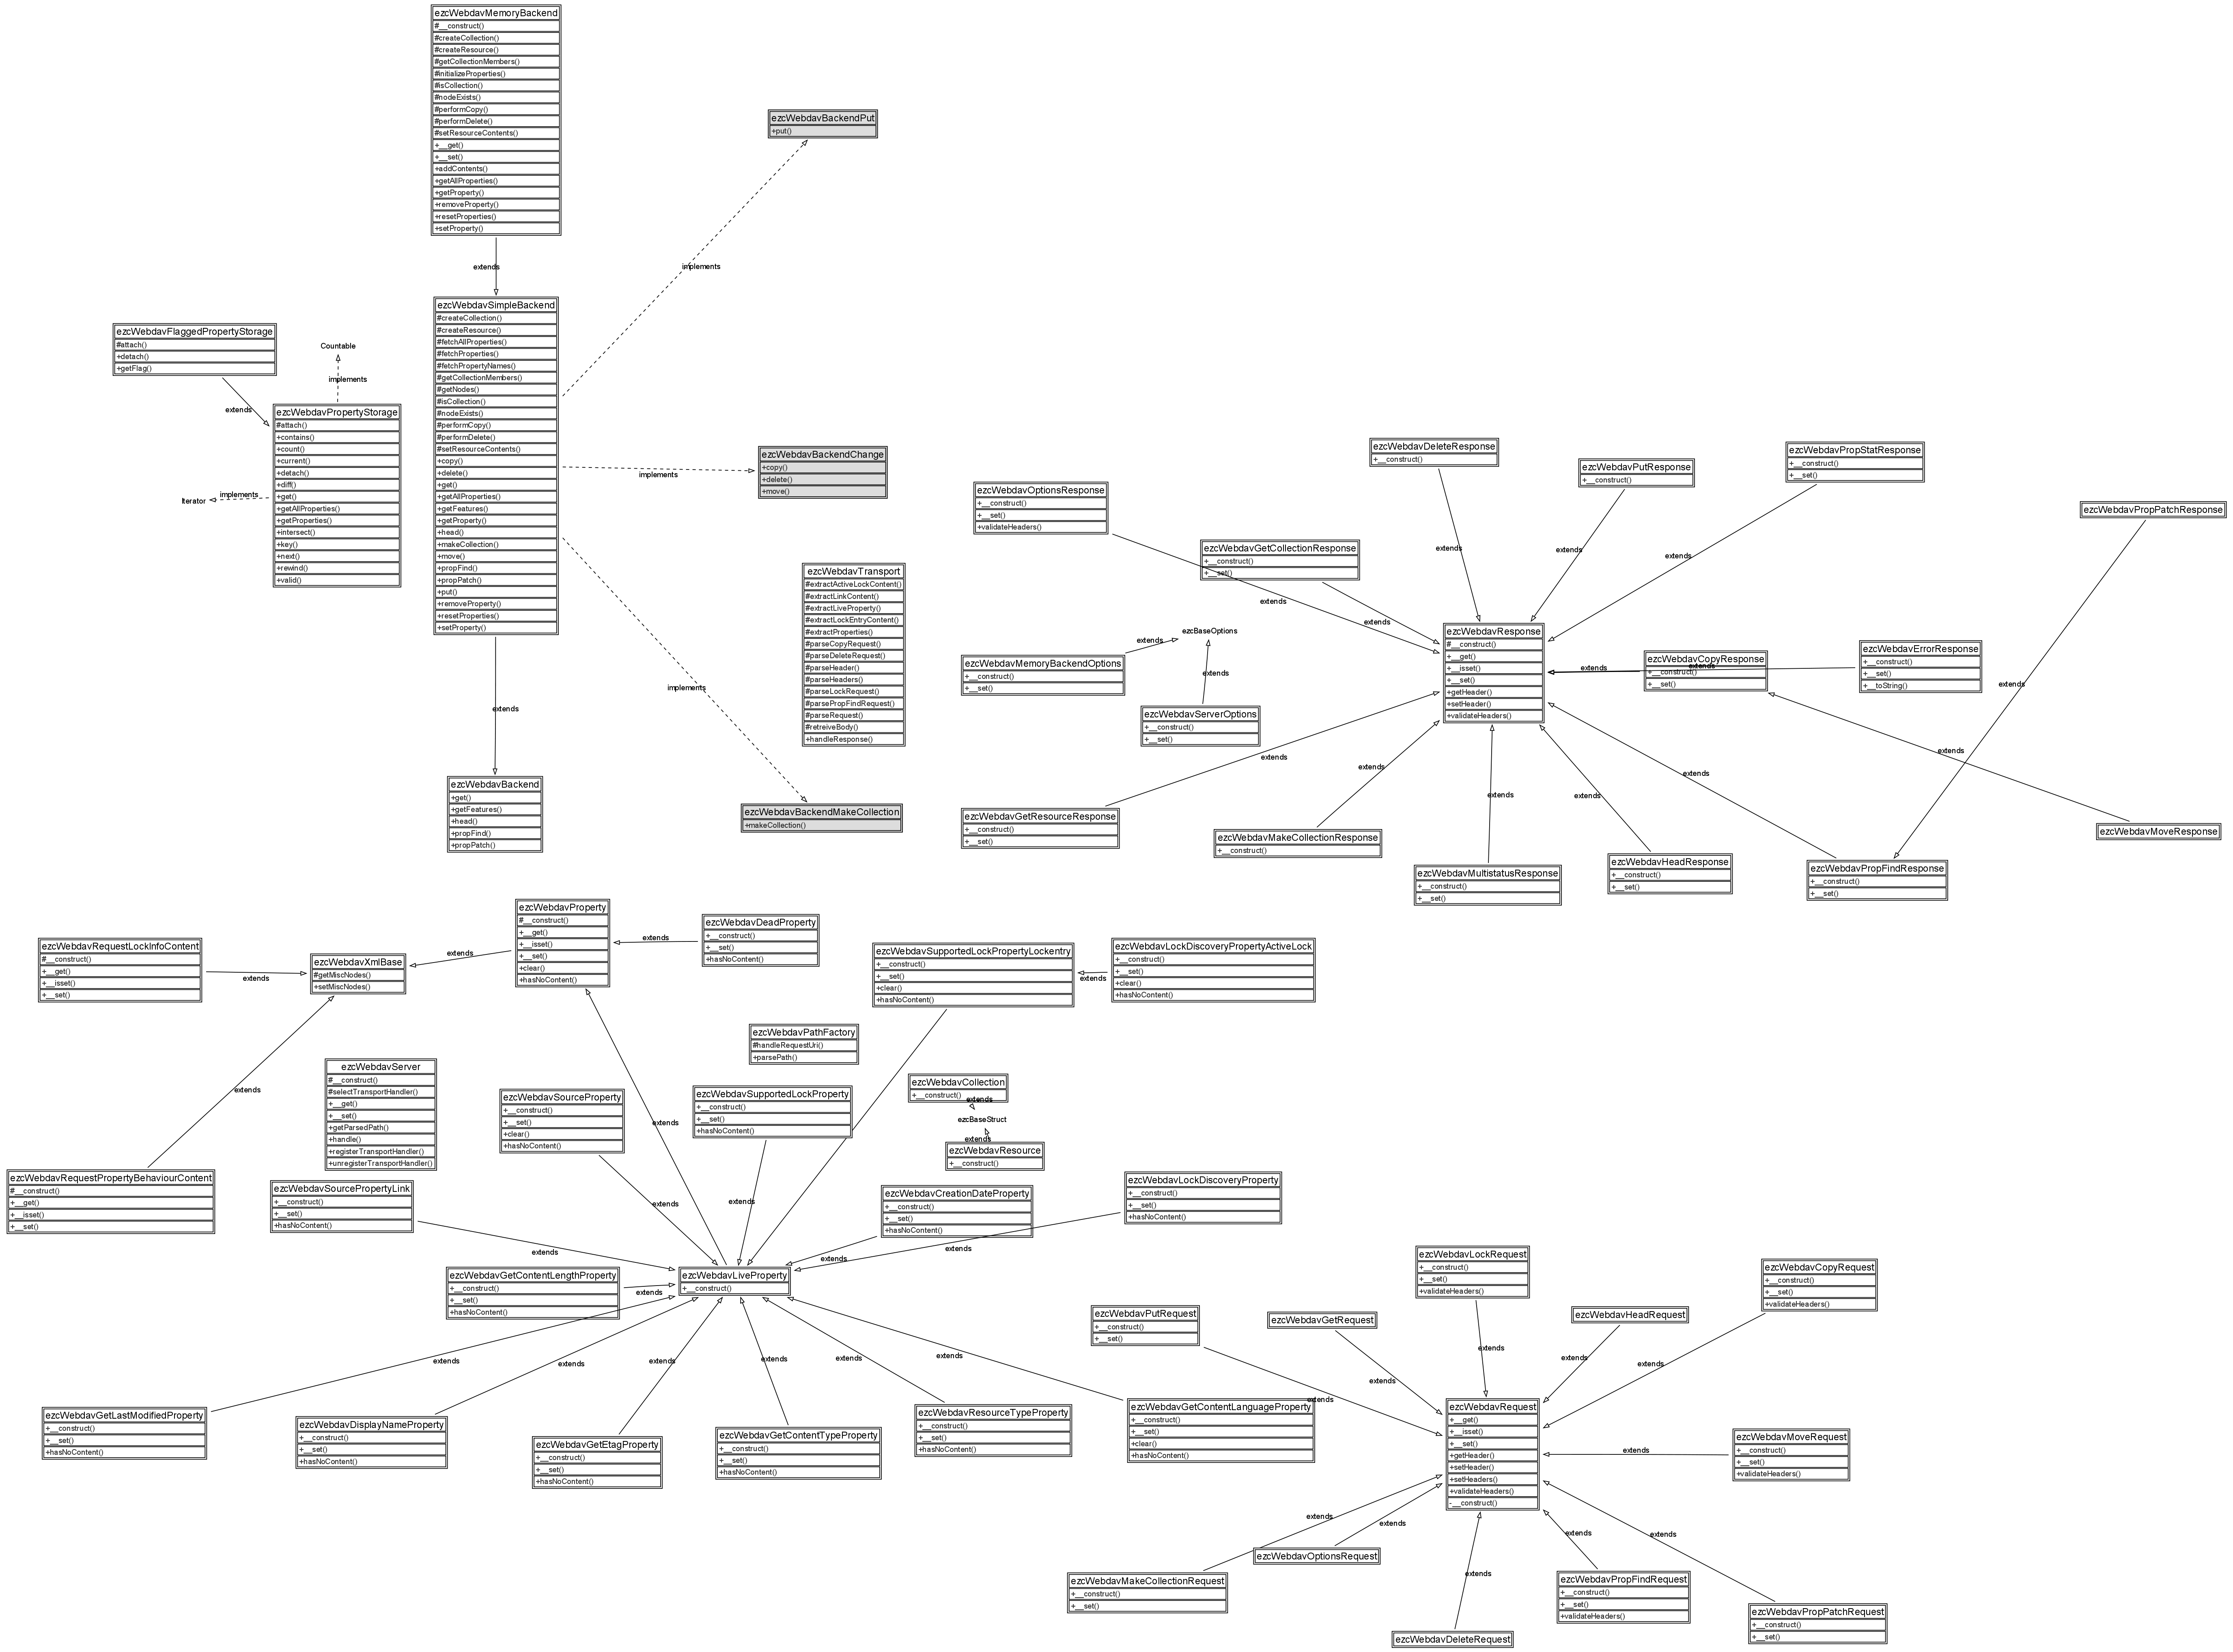 ezcWebdavMemoryBackend
#__construct()
#createCollection()
#createResource()
#getCollectionMembers()
#initializeProperties()
#isCollection()
#nodeExists()
#performCopy()
#performDelete()
#setResourceContents()
+__get()
+__set()
+addContents()
+getAllProperties()
+getProperty()
+removeProperty()
+resetProperties()
+setProperty()
extends
ezcWebdavBackendPut
+put()
implements
ezcWebdavSimpleBackend
#createCollection()
#createResource()
#fetchAllProperties()
#fetchProperties()
#fetchPropertyNames()
#getCollectionMembers()
#getNodes()
#isCollection()
#nodeExists()
#performCopy()
#performDelete()
#setResourceContents()
+copy()
+delete()
+get()
+getAllProperties()
+getFeatures()
+getProperty()
+head()
+makeCollection()
+move()
+propFind()
+propPatch()
+put()
+removeProperty()
+resetProperties()
+setProperty()
extends
ezcWebdavFlaggedPropertyStorage
#attach()
+detach()
+getFlag()
extends
Countable
implements
ezcWebdavPropertyStorage
#attach()
+contains()
+count()
+current()
+detach()
+diff()
+get()
+getAllProperties()
+getProperties()
+intersect()
+key()
+next()
+rewind()
+valid()
Iterator
implements
ezcWebdavBackendChange
+copy()
+delete()
+move()
implements
ezcWebdavTransport
#extractActiveLockContent()
#extractLinkContent()
#extractLiveProperty()
#extractLockEntryContent()
#extractProperties()
#parseCopyRequest()
#parseDeleteRequest()
#parseHeader()
#parseHeaders()
#parseLockRequest()
#parsePropFindRequest()
#parseRequest()
#retreiveBody()
+handleResponse()
implements
ezcWebdavBackendMakeCollection
+makeCollection()
ezcWebdavBackend
+get()
+getFeatures()
+head()
+propFind()
+propPatch()
ezcWebdavOptionsResponse
+__construct()
+__set()
+validateHeaders()
extends
ezcWebdavGetCollectionResponse
+__construct()
+__set()
extends
ezcWebdavDeleteResponse
+__construct()
extends
ezcWebdavPutResponse
+__construct()
extends
ezcWebdavPropStatResponse
+__construct()
+__set()
extends
ezcWebdavPropPatchResponse
extends
ezcBaseOptions
extends
ezcWebdavMemoryBackendOptions
+__construct()
+__set()
extends
ezcWebdavServerOptions
+__construct()
+__set()
ezcWebdavResponse
#__construct()
+__get()
+__isset()
+__set()
+getHeader()
+setHeader()
+validateHeaders()
extends
ezcWebdavCopyResponse
+__construct()
+__set()
extends
ezcWebdavErrorResponse
+__construct()
+__set()
+__toString()
extends
ezcWebdavGetResourceResponse
+__construct()
+__set()
extends
ezcWebdavMakeCollectionResponse
+__construct()
extends
ezcWebdavMultistatusResponse
+__construct()
+__set()
extends
ezcWebdavHeadResponse
+__construct()
+__set()
extends
ezcWebdavPropFindResponse
+__construct()
+__set()
extends
ezcWebdavMoveResponse
ezcWebdavRequestLockInfoContent
#__construct()
+__get()
+__isset()
+__set()
extends
ezcWebdavXmlBase
#getMiscNodes()
+setMiscNodes()
extends
ezcWebdavProperty
#__construct()
+__get()
+__isset()
+__set()
+clear()
+hasNoContent()
extends
ezcWebdavDeadProperty
+__construct()
+__set()
+hasNoContent()
ezcWebdavSupportedLockPropertyLockentry
+__construct()
+__set()
+clear()
+hasNoContent()
extends
ezcWebdavLockDiscoveryPropertyActiveLock
+__construct()
+__set()
+clear()
+hasNoContent()
ezcWebdavPathFactory
#handleRequestUri()
+parsePath()
extends
ezcWebdavServer
#__construct()
#selectTransportHandler()
+__get()
+__set()
+getParsedPath()
+handle()
+registerTransportHandler()
+unregisterTransportHandler()
ezcWebdavSourceProperty
+__construct()
+__set()
+clear()
+hasNoContent()
extends
ezcWebdavSupportedLockProperty
+__construct()
+__set()
+hasNoContent()
extends
ezcWebdavCollection
+__construct()
extends
ezcBaseStruct
extends
ezcWebdavResource
+__construct()
ezcWebdavRequestPropertyBehaviourContent
#__construct()
+__get()
+__isset()
+__set()
ezcWebdavSourcePropertyLink
+__construct()
+__set()
+hasNoContent()
extends
extends
ezcWebdavCreationDateProperty
+__construct()
+__set()
+hasNoContent()
extends
ezcWebdavLockDiscoveryProperty
+__construct()
+__set()
+hasNoContent()
extends
ezcWebdavGetContentLengthProperty
+__construct()
+__set()
+hasNoContent()
extends
ezcWebdavLiveProperty
+__construct()
extends
extends
extends
extends
extends
extends
ezcWebdavGetLastModifiedProperty
+__construct()
+__set()
+hasNoContent()
ezcWebdavDisplayNameProperty
+__construct()
+__set()
+hasNoContent()
ezcWebdavGetEtagProperty
+__construct()
+__set()
+hasNoContent()
ezcWebdavGetContentTypeProperty
+__construct()
+__set()
+hasNoContent()
ezcWebdavResourceTypeProperty
+__construct()
+__set()
+hasNoContent()
ezcWebdavGetContentLanguageProperty
+__construct()
+__set()
+clear()
+hasNoContent()
ezcWebdavPutRequest
+__construct()
+__set()
extends
ezcWebdavGetRequest
extends
ezcWebdavLockRequest
+__construct()
+__set()
+validateHeaders()
extends
ezcWebdavHeadRequest
extends
ezcWebdavCopyRequest
+__construct()
+__set()
+validateHeaders()
extends
ezcWebdavRequest
+__get()
+__isset()
+__set()
+getHeader()
+setHeader()
+setHeaders()
+validateHeaders()
-__construct()
extends
ezcWebdavMoveRequest
+__construct()
+__set()
+validateHeaders()
extends
extends
extends
extends
extends
ezcWebdavOptionsRequest
ezcWebdavMakeCollectionRequest
+__construct()
+__set()
ezcWebdavDeleteRequest
ezcWebdavPropFindRequest
+__construct()
+__set()
+validateHeaders()
ezcWebdavPropPatchRequest
+__construct()
+__set()